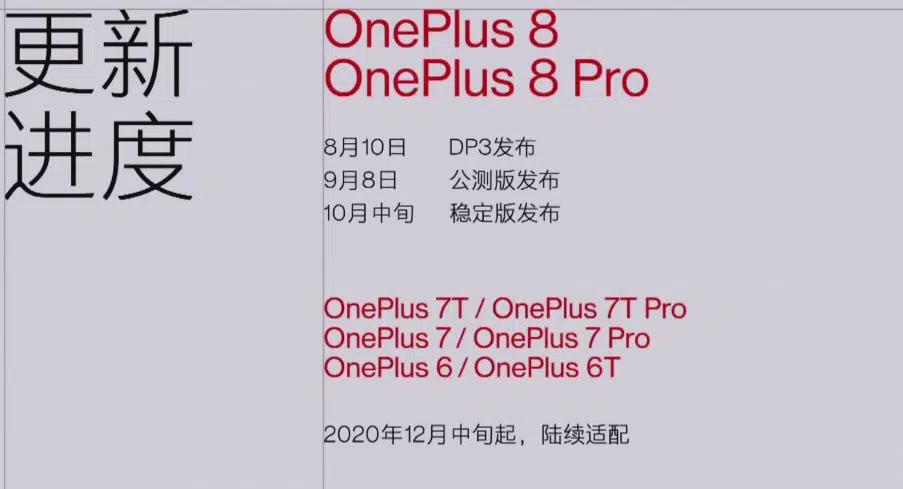 更新
进度
OnePlus 8
OnePlus 8 Pro
8月10日 DP3发布
9月8日 公测版发布
10月中旬 稳定版发布
OnePlus 7T / OnePlus 7T Pro
OnePlus 7 / OnePlus 7 Pro
OnePlus 6 / OnePlus 6T
2020年12月中旬起，陆续适配